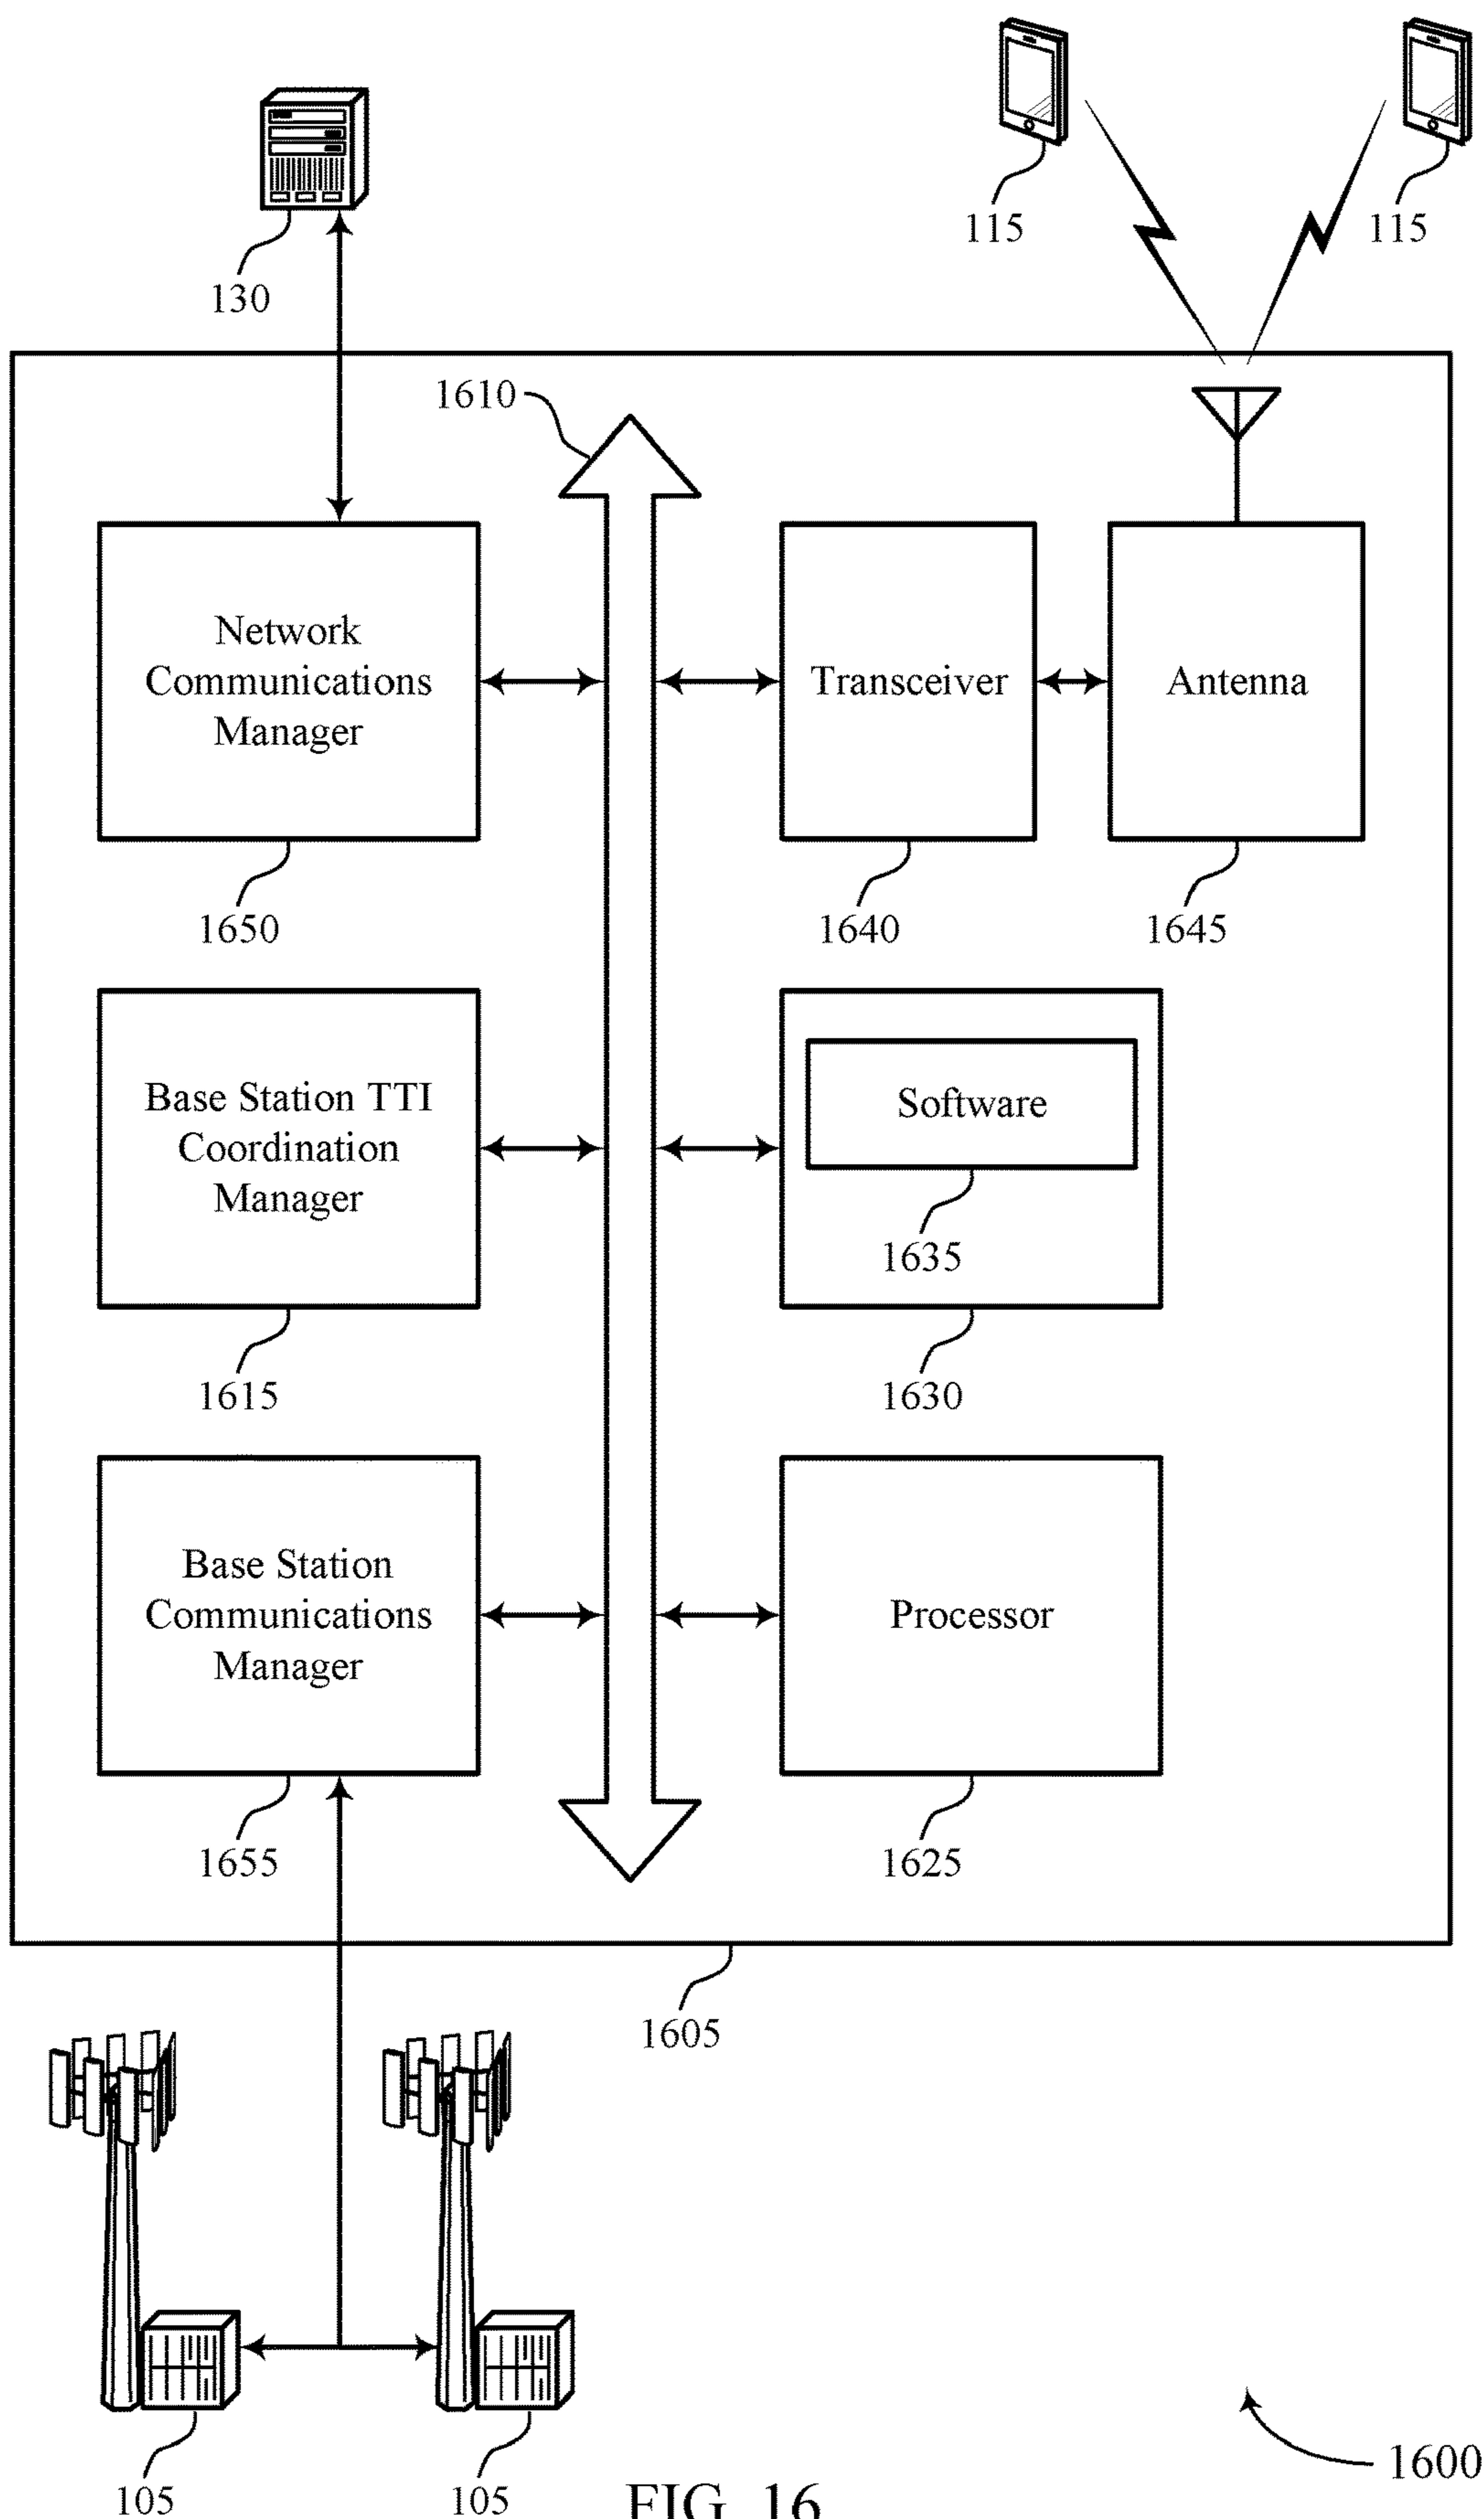 115
115
130
1610
Network
Communications
Manager
Transceiver
Antenna
1650
1640
1645
Base Station TTI
Coordination
Manager
Software
1635
1615
1630
Base Station
Communications
Manager
Processor
1655
1625
1605
105
105
1600
FIG. 16